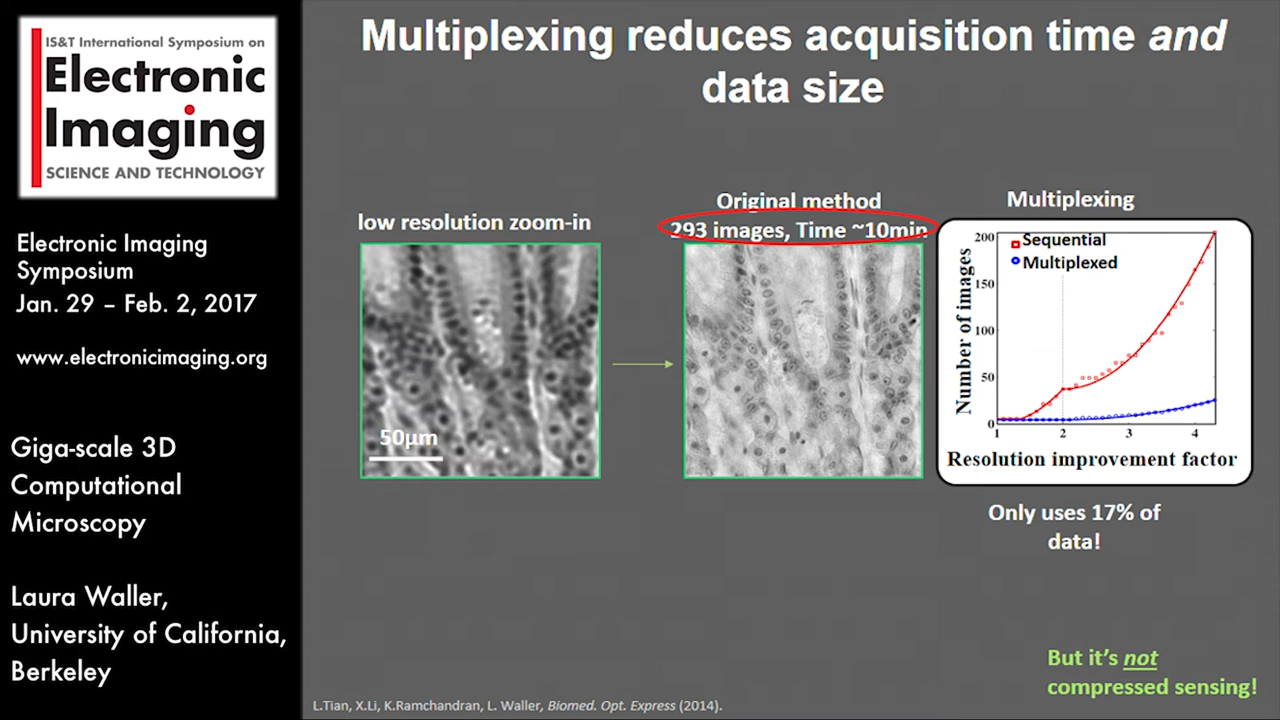 IS&T International Symposium on
Electronic
Imaging
SCIENCE AND TECHNOLOGY
Electronic Imaging
Symposium
Jan. 29 – Feb. 2, 2017
www.electronicimaging.org
Giga-scale 3D
Computational
Microscopy
Laura Waller,
University of California,
Berkeley
Multiplexing reduces acquisition time and
data size
low resolution zoom-in
50µm
Original method
293 images, Time ~10min
Multiplexing
Sequential
Multiplexed
Number of images
200
150
100
50
0
1 2 3 4
Resolution improvement factor
Only uses 17% of
data!
But it's not
compressed sensing!
L.Tian, X.Li, K.Ramchandran, L. Waller, Biomed. Opt. Express (2014).